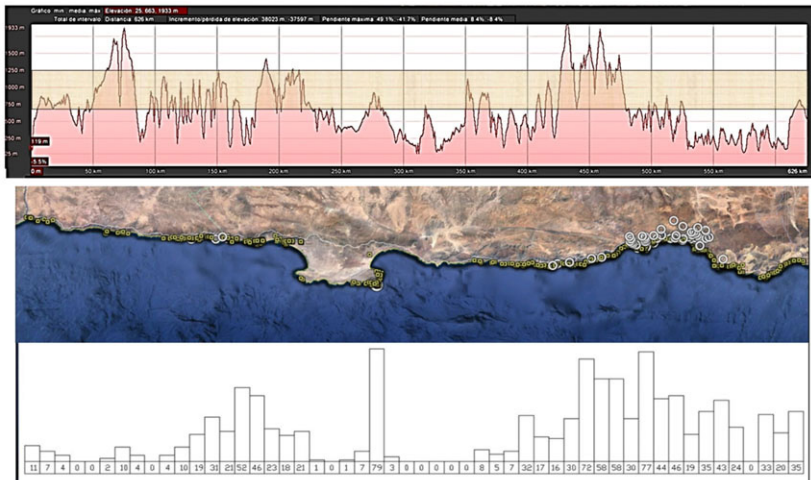 Gráfico mín. media. máx Elevación: 25, 663, 1933 m
Total de intervalo: Distancia: 626 km Incremento/pérdida de elevación: 38023 m, -37597 m Pendiente máxima: 49.1%, -41.7% Pendiente media: 8.4%, -8.4%
1933 m
1500 m
1250 m
1000 m
750 m
500 m
250 m
119 m
25 m
-5.5%
0 m 50 km 100 km 150 km 200 km 250 km 300 km 350 km 400 km 450 km 500 km 550 km 626 km
11 7 4 0 0 2 10 4 0 4 10 19 31 21 52 46 23 18 21 1 0 1 7 79 3 0 0 0 0 0 8 5 7 32 17 16 30 72 58 58 30 77 44 46 19 35 43 24 0 33 20 35